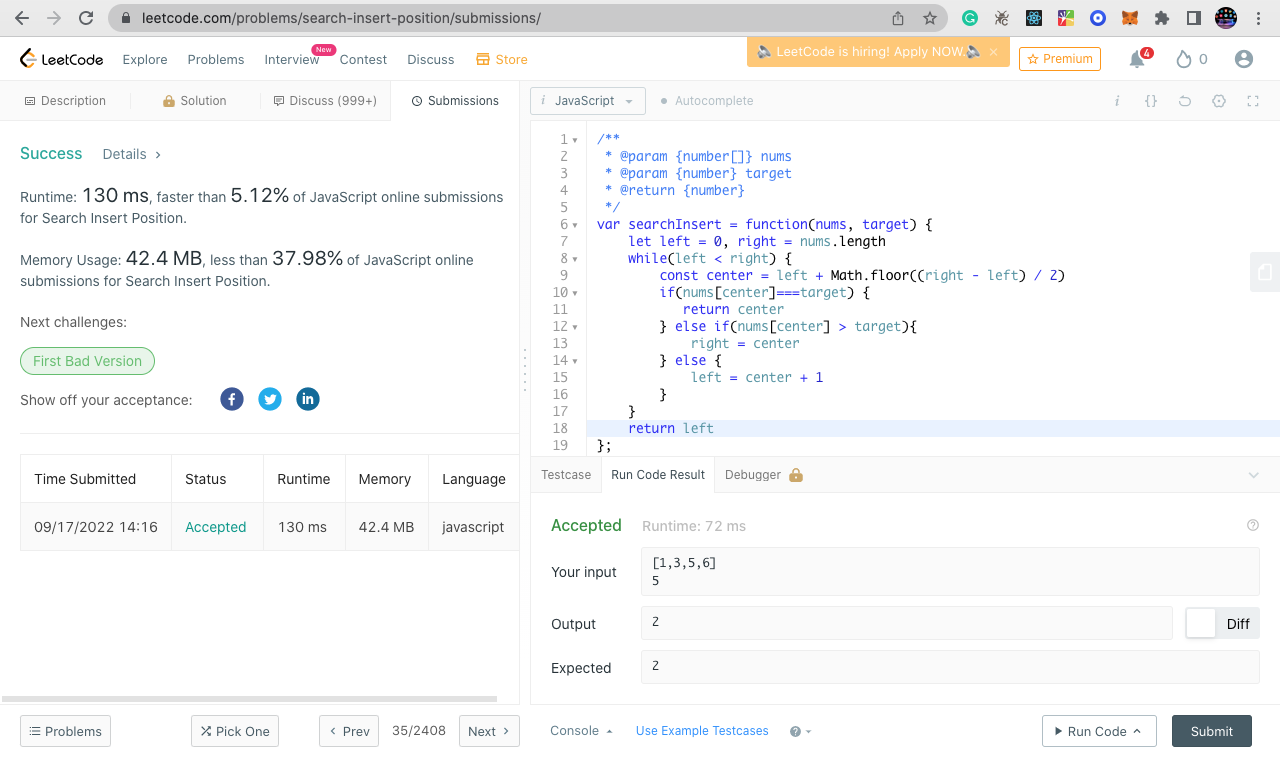 leetcode.com/problems/search-insert-position/submissions/
LeetCode
Explore
Problems
Interview
New
Contest
Discuss
Store
LeetCode is hiring! Apply NOW.
×
Premium
4
0
Description
Solution
Discuss (999+)
Submissions
i JavaScript
Autocomplete
i {}
Success
Details >
Runtime: 130 ms, faster than 5.12% of JavaScript online submissions
for Search Insert Position.
Memory Usage: 42.4 MB, less than 37.98% of JavaScript online
submissions for Search Insert Position.
Next challenges:
First Bad Version
Show off your acceptance:
f
in
Time Submitted Status Runtime Memory Language
09/17/2022 14:16 Accepted 130 ms 42.4 MB javascript
1 /**
2 * @param {number[]} nums
3 * @param {number} target
4 * @return {number}
5 */
6 var searchInsert = function(nums, target) {
7 let left = 0, right = nums.length
8 while(left < right) {
9 const center = left + Math.floor((right - left) / 2)
10 if(nums[center]===target) {
11 return center
12 } else if(nums[center] > target){
13 right = center
14 } else {
15 left = center + 1
16 }
17 }
18 return left
19 };
Testcase
Run Code Result
Debugger
Accepted
Runtime: 72 ms
?
Your input
[1,3,5,6]
5
Output
2
Diff
Expected
2
Problems
Pick One
< Prev
35/2408
Next >
Console
Use Example Testcases
?
Run Code
Submit